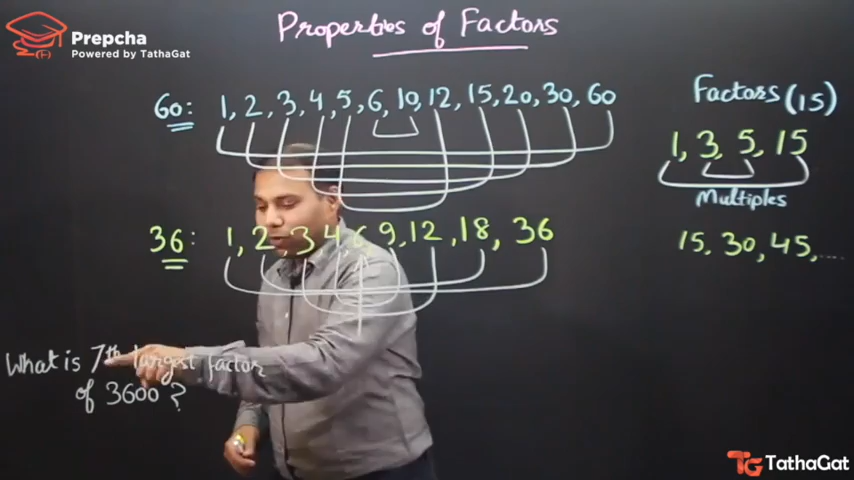 Prepcha
Powered by TathaGat
Properties of Factors
60: 1, 2, 3, 4, 5, 6, 10, 12, 15, 20, 30, 60
Factors (15)
1, 3, 5, 15
Multiples
15, 30, 45, ....
36: 1, 2, 3, 4, 6, 9, 12, 18, 36
What is 7th largest factor
of 3600 ?
TG TathaGat